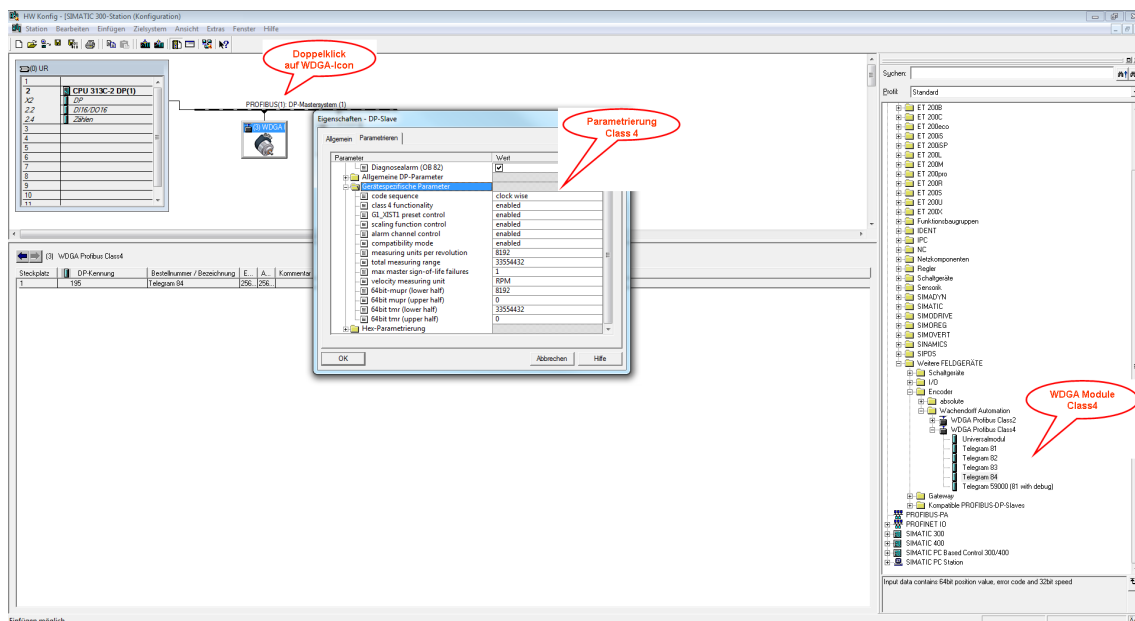 HW Konfig - [SIMATIC 300-Station (Konfiguration)
Station Bearbeiten Einfügen Zielsystem Ansicht Extras Fenster Hilfe
Doppelklick
auf WDGA-Icon
(0) UR
1
2 CPU 313C-2 DP(1)
X2 DP
2.2 DI16/DO16
2.4 Zählen
3
4
5
6
7
8
9
10
11
PROFIBUS(1): DP-Mastersystem (1)
(3) WDGA
Eigenschaften - DP-Slave
Allgemein Parametrieren
Parameter Wert
Diagnosealarm (OB 82)
Allgemeine DP-Parameter
Gerätespezifische Parameter
code sequence clock wise
class 4 functionality enabled
G1_XIST1 preset control enabled
scaling function control enabled
alarm channel control enabled
compatibility mode enabled
measuring units per revolution 8192
total measuring range 33554432
max master sign-of-life failures 1
velocity measuring unit RPM
64bit-mupr (lower half) 8192
64bit mupr (upper half) 0
64bit tmr (lower half) 33554432
64bit tmr (upper half) 0
Hex-Parametrierung
OK Abbrechen Hilfe
Parametrierung
Class 4
(3) WDGA Profibus Class4
Steckplatz DP-Kennung Bestellnummer / Bezeichnung E... A... Kommentar
1 195 Telegram 84 256... 256...
Suchen:
Profil: Standard
ET 200B
ET 200C
ET 200eco
ET 200iS
ET 200iSP
ET 200L
ET 200M
ET 200pro
ET 200R
ET 200S
ET 200U
ET 200X
Funktionsbaugruppen
IDENT
IPC
NC
Netzkomponenten
Regler
Schaltgeräte
Sensorik
SIMADYN
SIMATIC
SIMODRIVE
SIMOREG
SIMOVERT
SINAMICS
SIPOS
Weitere FELDGERÄTE
Schaltgeräte
I/O
Encoder
absolute
Wachendorff Automation
WDGA Profibus Class2
WDGA Profibus Class4
Universalmodul
Telegram 81
Telegram 82
Telegram 83
Telegram 84
Telegram 59000 (81 with debug)
Gateway
Kompatible PROFIBUS-DP-Slaves
PROFIBUS-PA
PROFINET IO
SIMATIC 300
SIMATIC 400
SIMATIC PC Based Control 300/400
SIMATIC PC Station
WDGA Module
Class4
Input data contains 64bit position value, error code and 32bit speed
Einfügen möglich